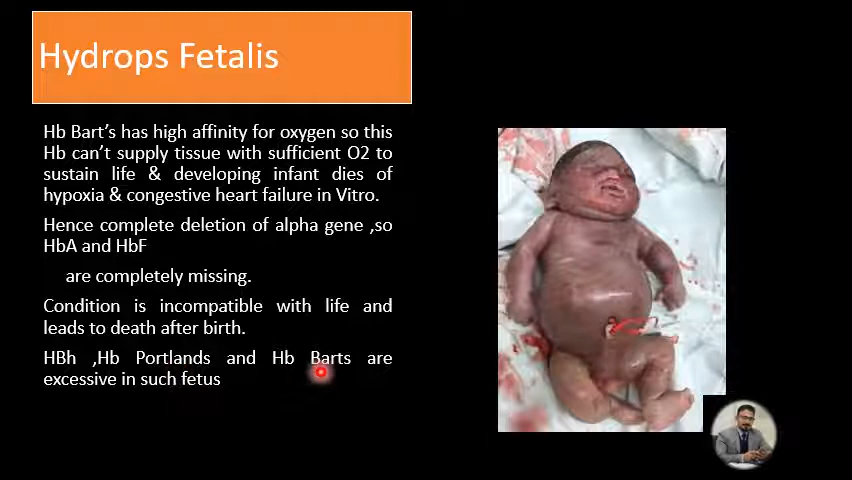 Hydrops Fetalis
Hb Bart's has high affinity for oxygen so this
Hb can't supply tissue with sufficient O2 to
sustain life & developing infant dies of
hypoxia & congestive heart failure in Vitro.
Hence complete deletion of alpha gene ,so
HbA and HbF
are completely missing.
Condition is incompatible with life and
leads to death after birth.
HBh ,Hb Portlands and Hb Barts are
excessive in such fetus